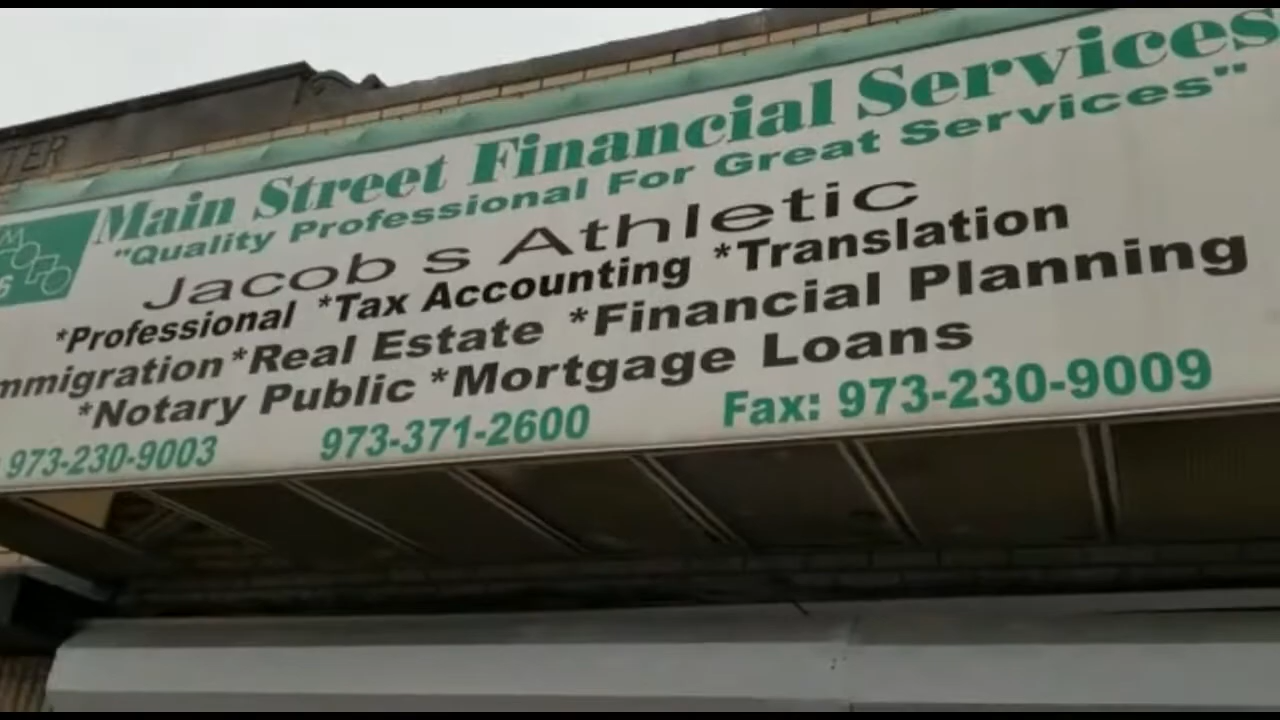 TER
Main Street Financial Services
"Quality Professional For Great Services"
Jacob s Athletic
*Professional *Tax Accounting *Translation
mmigration *Real Estate *Financial Planning
*Notary Public *Mortgage Loans
973-230-9003 973-371-2600 Fax: 973-230-9009